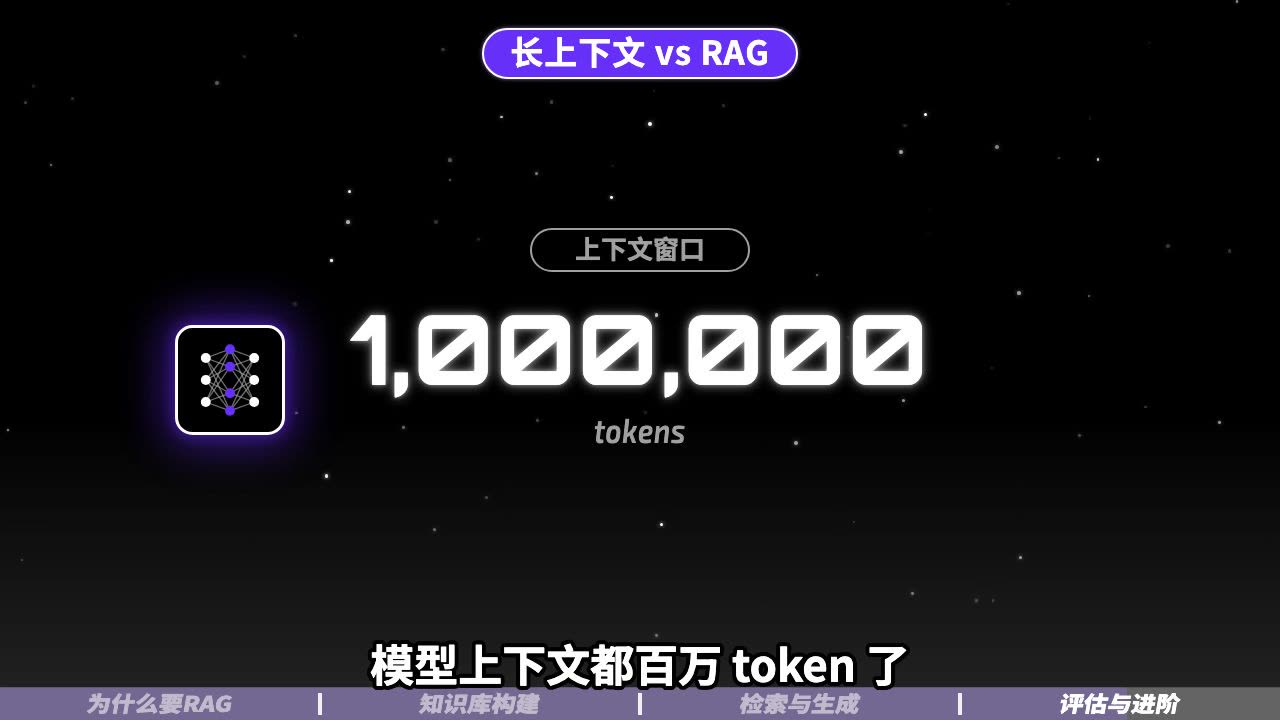 长上下文 vs RAG
上下文窗口
1,000,000
tokens
模型上下文都百万 token 了
为什么要RAG
知识库构建
检索与生成
评估与进阶